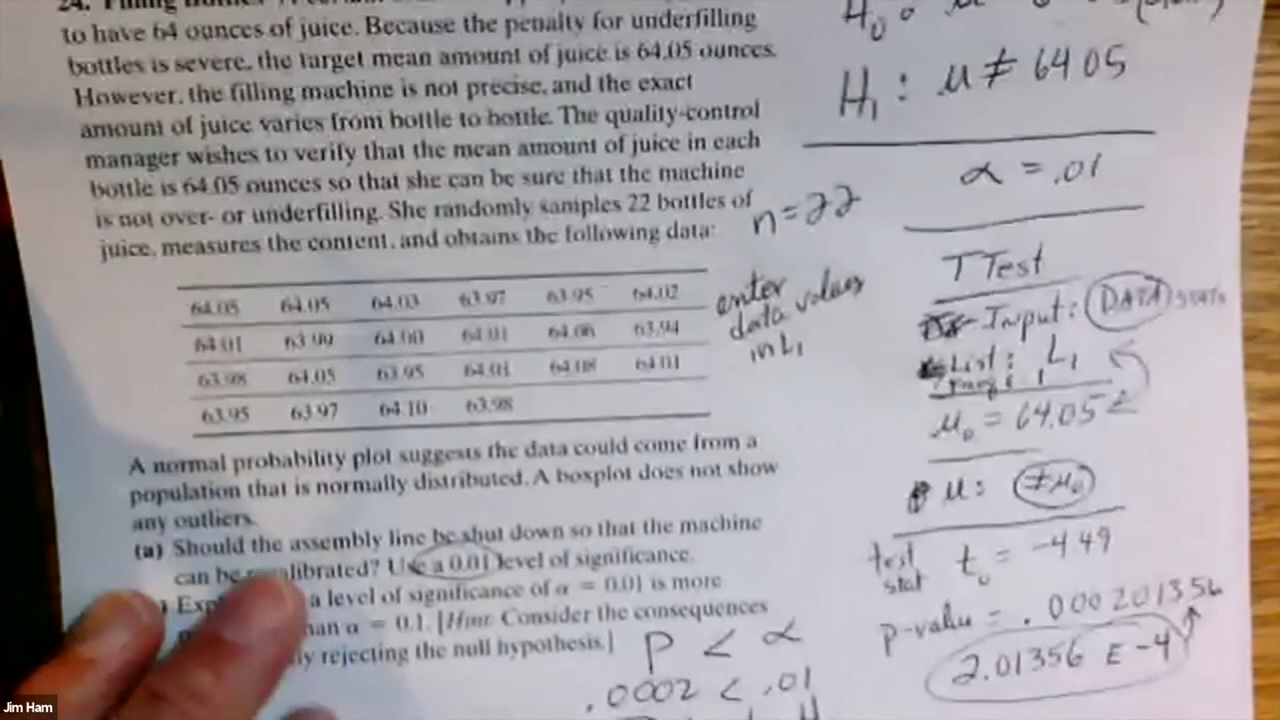 to have 64 ounces of juice. Because the penalty for underfilling
bottles is severe, the target mean amount of juice is 64.05 ounces.
However, the filling machine is not precise, and the exact
amount of juice varies from bottle to bottle. The quality-control
manager wishes to verify that the mean amount of juice in each
bottle is 64.05 ounces so that she can be sure that the machine
is not over- or underfilling. She randomly samples 22 bottles of
juice, measures the content, and obtains the following data:
64.05 64.05 64.03 63.97 63.95 64.02
64.01 63.99 64.00 64.01 64.06 63.94
63.98 64.05 63.95 64.01 64.08 64.01
63.95 63.97 64.10 63.98
A normal probability plot suggests the data could come from a
population that is normally distributed. A boxplot does not show
any outliers.
(a) Should the assembly line be shut down so that the machine
can be calibrated? Use a 0.01 level of significance.
a level of significance of α = 0.01 is more
than α = 0.1. [Hint: Consider the consequences
rejecting the null hypothesis.]
H₀
H₁ : μ ≠ 64.05
α = .01
n = 22
enter
data values
in L₁
T Test
Input: DATA STATS
List: L₁
Freq: 1
μ₀ = 64.05
μ: ≠μ₀
test
stat t₀ = -4.49
p-value = .000201356
2.01356 E-4
P < α
.0002 < .01
Jim Ham